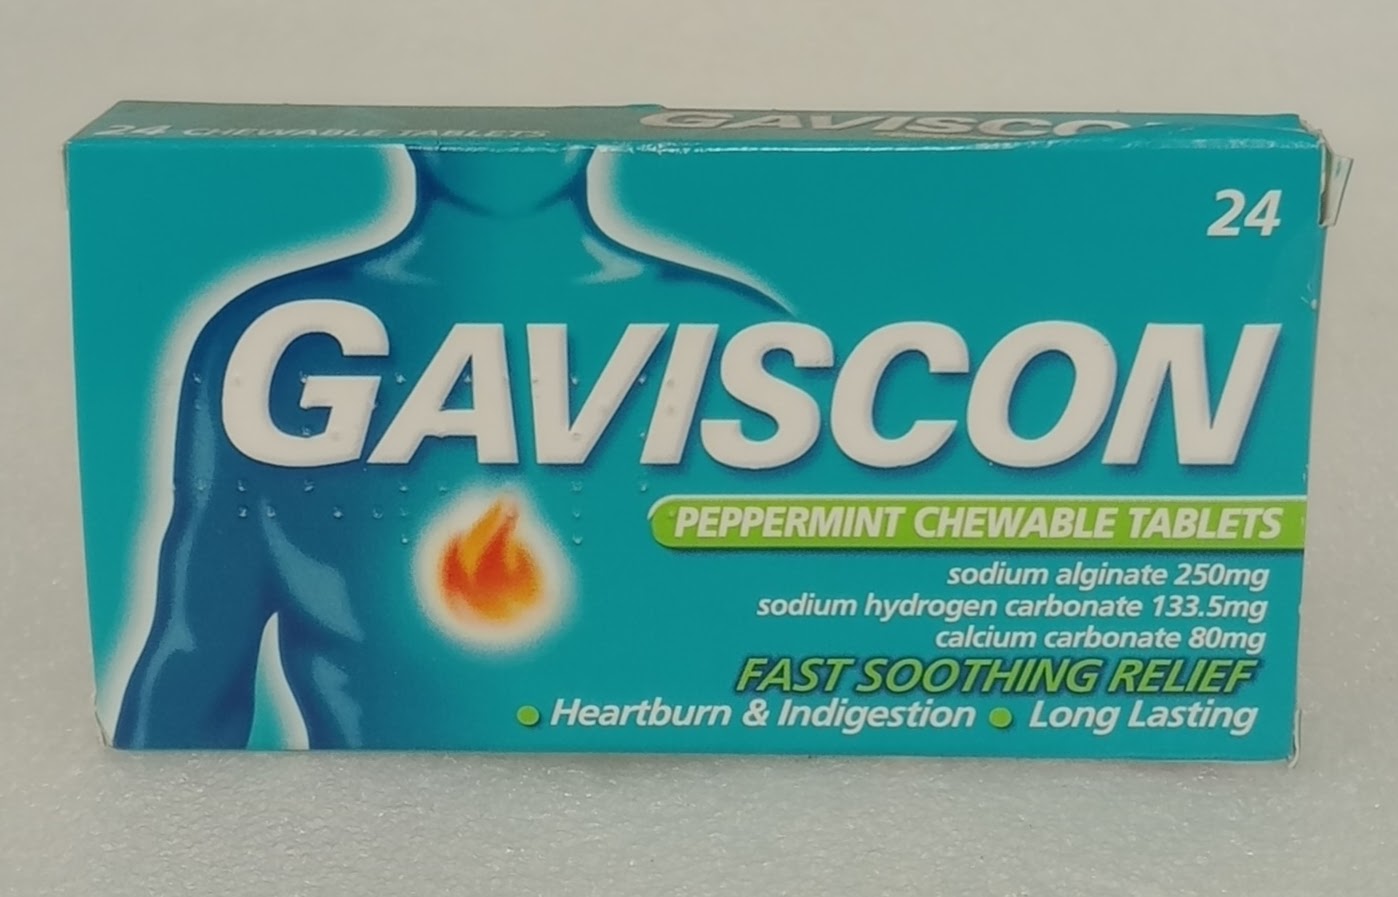 24 CHEWABLE TABLETS
GAVISCO
24
GAVISCON
PEPPERMINT CHEWABLE TABLETS
sodium alginate 250mg
sodium hydrogen carbonate 133.5mg
calcium carbonate 80mg
FAST SOOTHING RELIEF
Heartburn & Indigestion • Long Lasting